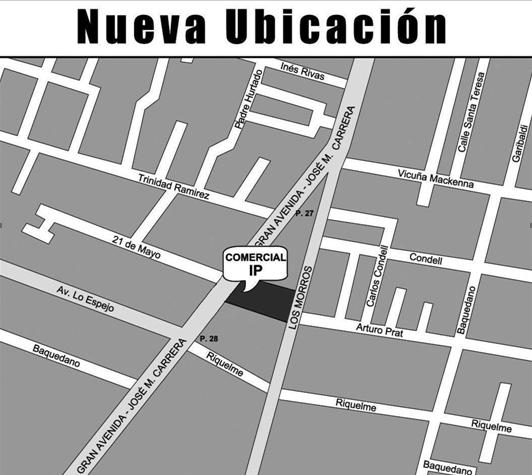 Nueva Ubicación
Inés Rivas
Padre Hurtado
GRAN AVENIDA - JOSÉ M. CARRERA
Calle Santa Teresa
Garibaldi
Vicuña Mackenna
Trinidad Ramirez
P. 27
21 de Mayo
COMERCIAL
IP
Carlos Condell
Condell
LOS MORROS
Baquedano
Av. Lo Espejo
Arturo Prat
P. 28
Baquedano
Riquelme
GRAN AVENIDA - JOSÉ M. CARRERA
Riquelme
Riquelme
Baquedano